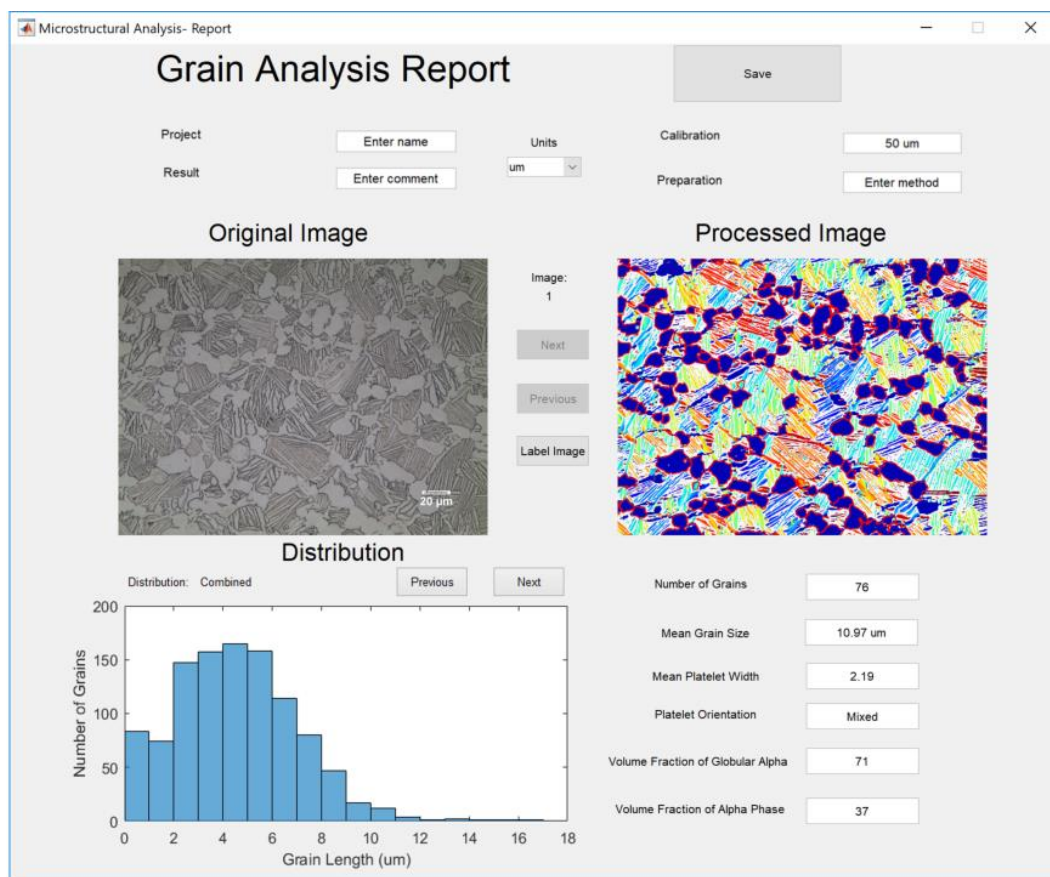 Microstructural Analysis- Report
Grain Analysis Report
Save
Project
Enter name
Units
Calibration
50 um
Result
Enter comment
um
Preparation
Enter method
Original Image
Processed Image
Image:
1
Next
Previous
Label Image
20 µm
Distribution
Distribution: Combined
Previous
Next
Number of Grains
200
150
100
50
0
0 2 4 6 8 10 12 14 16 18
Grain Length (um)
Number of Grains 76
Mean Grain Size 10.97 um
Mean Platelet Width 2.19
Platelet Orientation Mixed
Volume Fraction of Globular Alpha 71
Volume Fraction of Alpha Phase 37